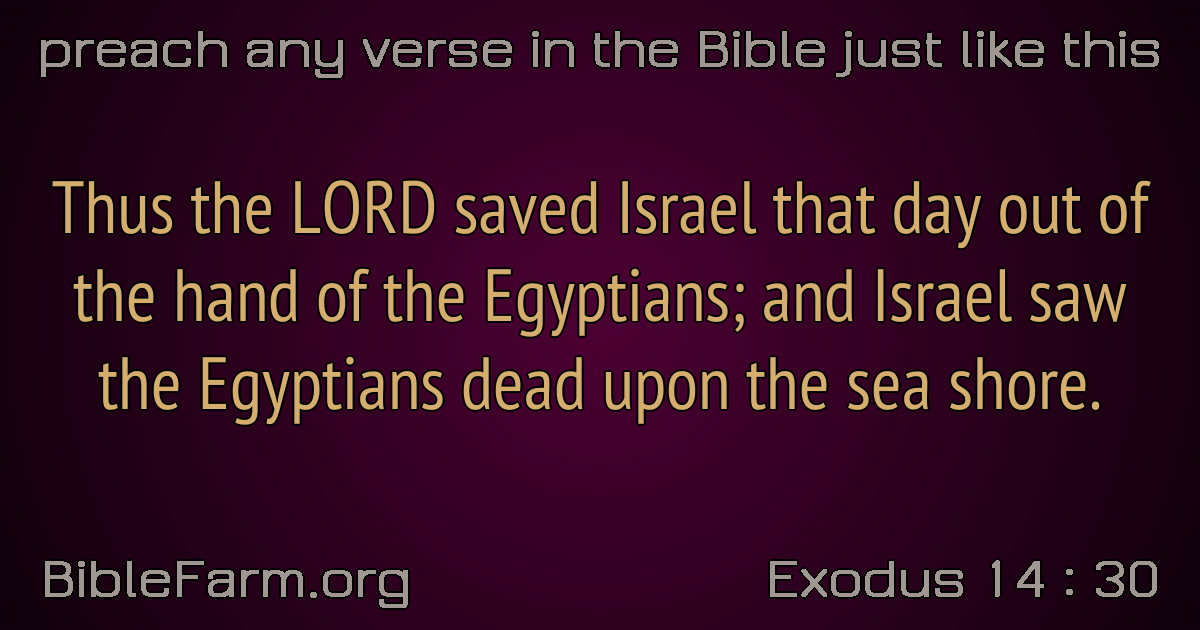 preach any verse in the Bible just like this
Thus the LORD saved Israel that day out of
the hand of the Egyptians; and Israel saw
the Egyptians dead upon the sea shore.
BibleFarm.org
Exodus 14 : 30